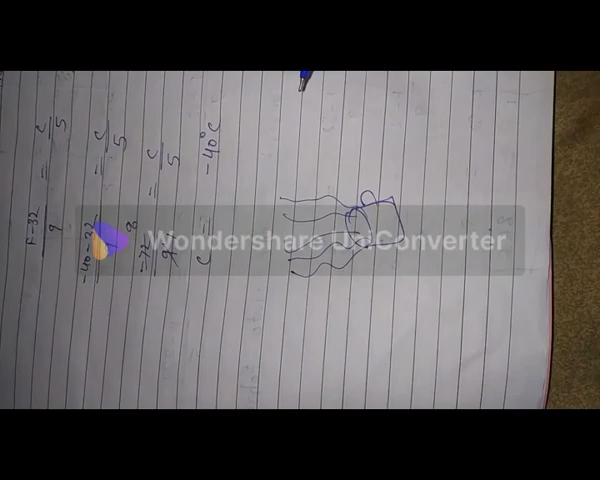 F-32/9 = C/5
-40-32/9 = C/5
-72/9 = C/5
C = -40°C
Wondershare UniConverter